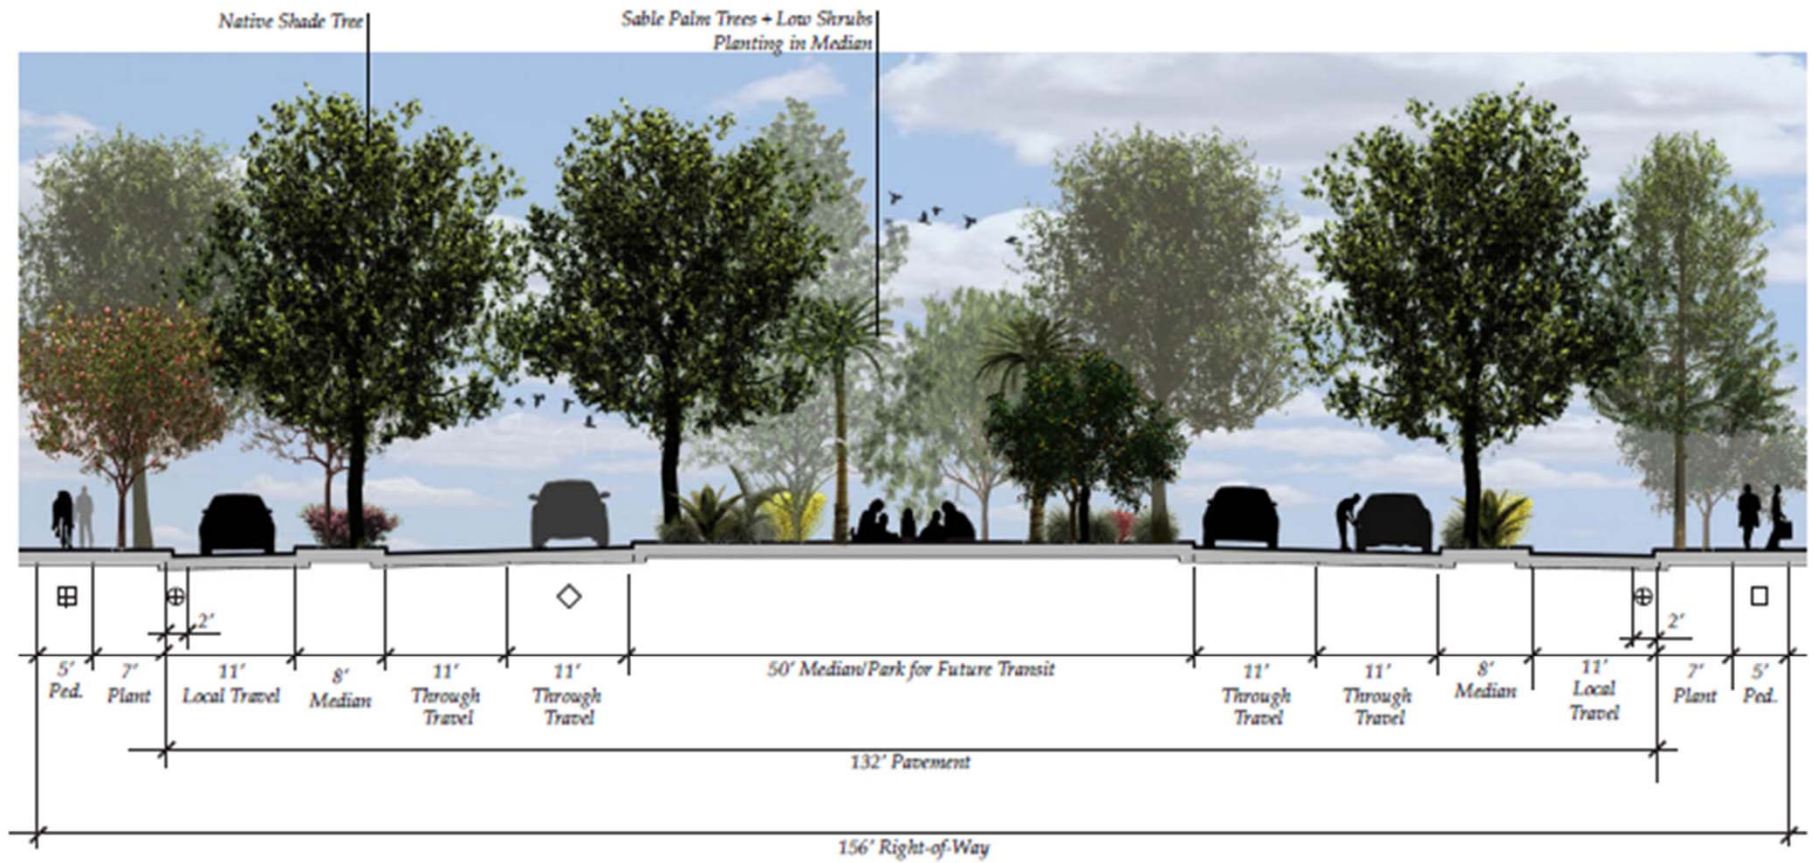 Native Shade Tree
Sable Palm Trees + Low Shrubs
Planting in Median
2'
2'
5'
Ped.
7'
Plant
11'
Local Travel
8'
Median
11'
Through
Travel
11'
Through
Travel
50' Median/Park for Future Transit
11'
Through
Travel
11'
Through
Travel
8'
Median
11'
Local
Travel
7'
Plant
5'
Ped.
132' Pavement
156' Right-of-Way